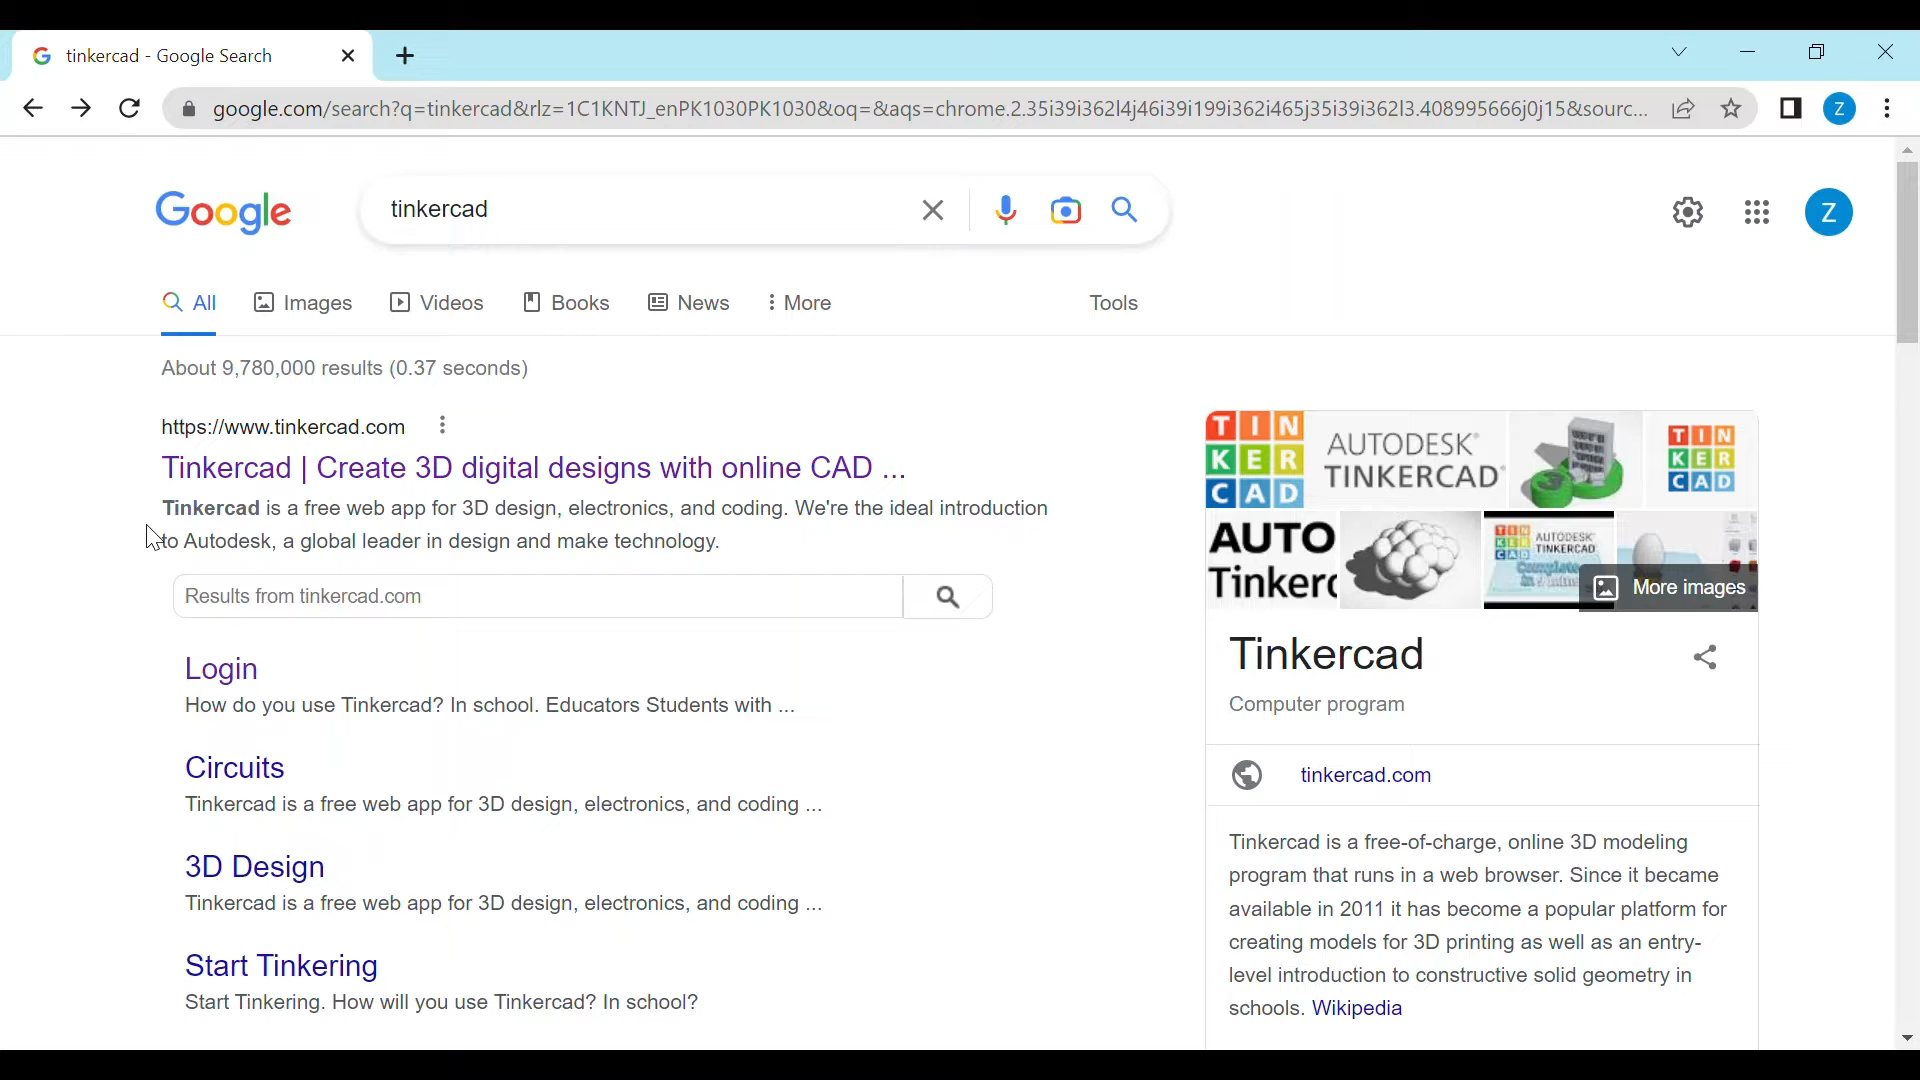 tinkercad - Google Search
google.com/search?q=tinkercad&rlz=1C1KNTJ_enPK1030PK1030&oq=&aqs=chrome.2.35i39i362l4j46i39i199i362i465j35i39i362l3.408995666j0j15&sourc...
Z
Google
tinkercad
Z
All
Images
Videos
Books
News
More
Tools
About 9,780,000 results (0.37 seconds)
https://www.tinkercad.com
Tinkercad | Create 3D digital designs with online CAD ...
Tinkercad is a free web app for 3D design, electronics, and coding. We're the ideal introduction
to Autodesk, a global leader in design and make technology.
Results from tinkercad.com
Login
How do you use Tinkercad? In school. Educators Students with ...
Circuits
Tinkercad is a free web app for 3D design, electronics, and coding ...
3D Design
Tinkercad is a free web app for 3D design, electronics, and coding ...
Start Tinkering
Start Tinkering. How will you use Tinkercad? In school?
TIN
KER
CAD
AUTODESK®
TINKERCAD®
TIN
KER
CAD
AUTO
Tinkerc
TIN
KER
CAD
AUTODESK
TINKERCAD
Complete
More images
Tinkercad
Computer program
tinkercad.com
Tinkercad is a free-of-charge, online 3D modeling
program that runs in a web browser. Since it became
available in 2011 it has become a popular platform for
creating models for 3D printing as well as an entry-
level introduction to constructive solid geometry in
schools. Wikipedia